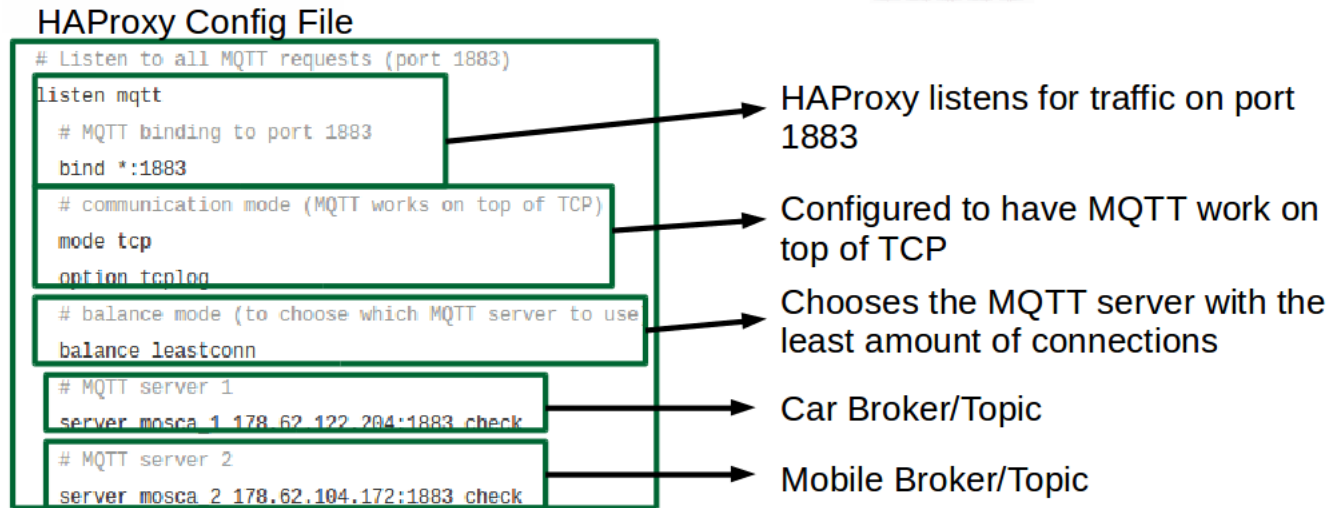 HAProxy Config File
# Listen to all MQTT requests (port 1883)
listen mqtt
# MQTT binding to port 1883
bind *:1883
# communication mode (MQTT works on top of TCP)
mode tcp
option tcplog
# balance mode (to choose which MQTT server to use
balance leastconn
# MQTT server 1
server mosca_1 178.62.122.204:1883 check
# MQTT server 2
server mosca_2 178.62.104.172:1883 check
HAProxy listens for traffic on port
1883
Configured to have MQTT work on
top of TCP
Chooses the MQTT server with the
least amount of connections
Car Broker/Topic
Mobile Broker/Topic